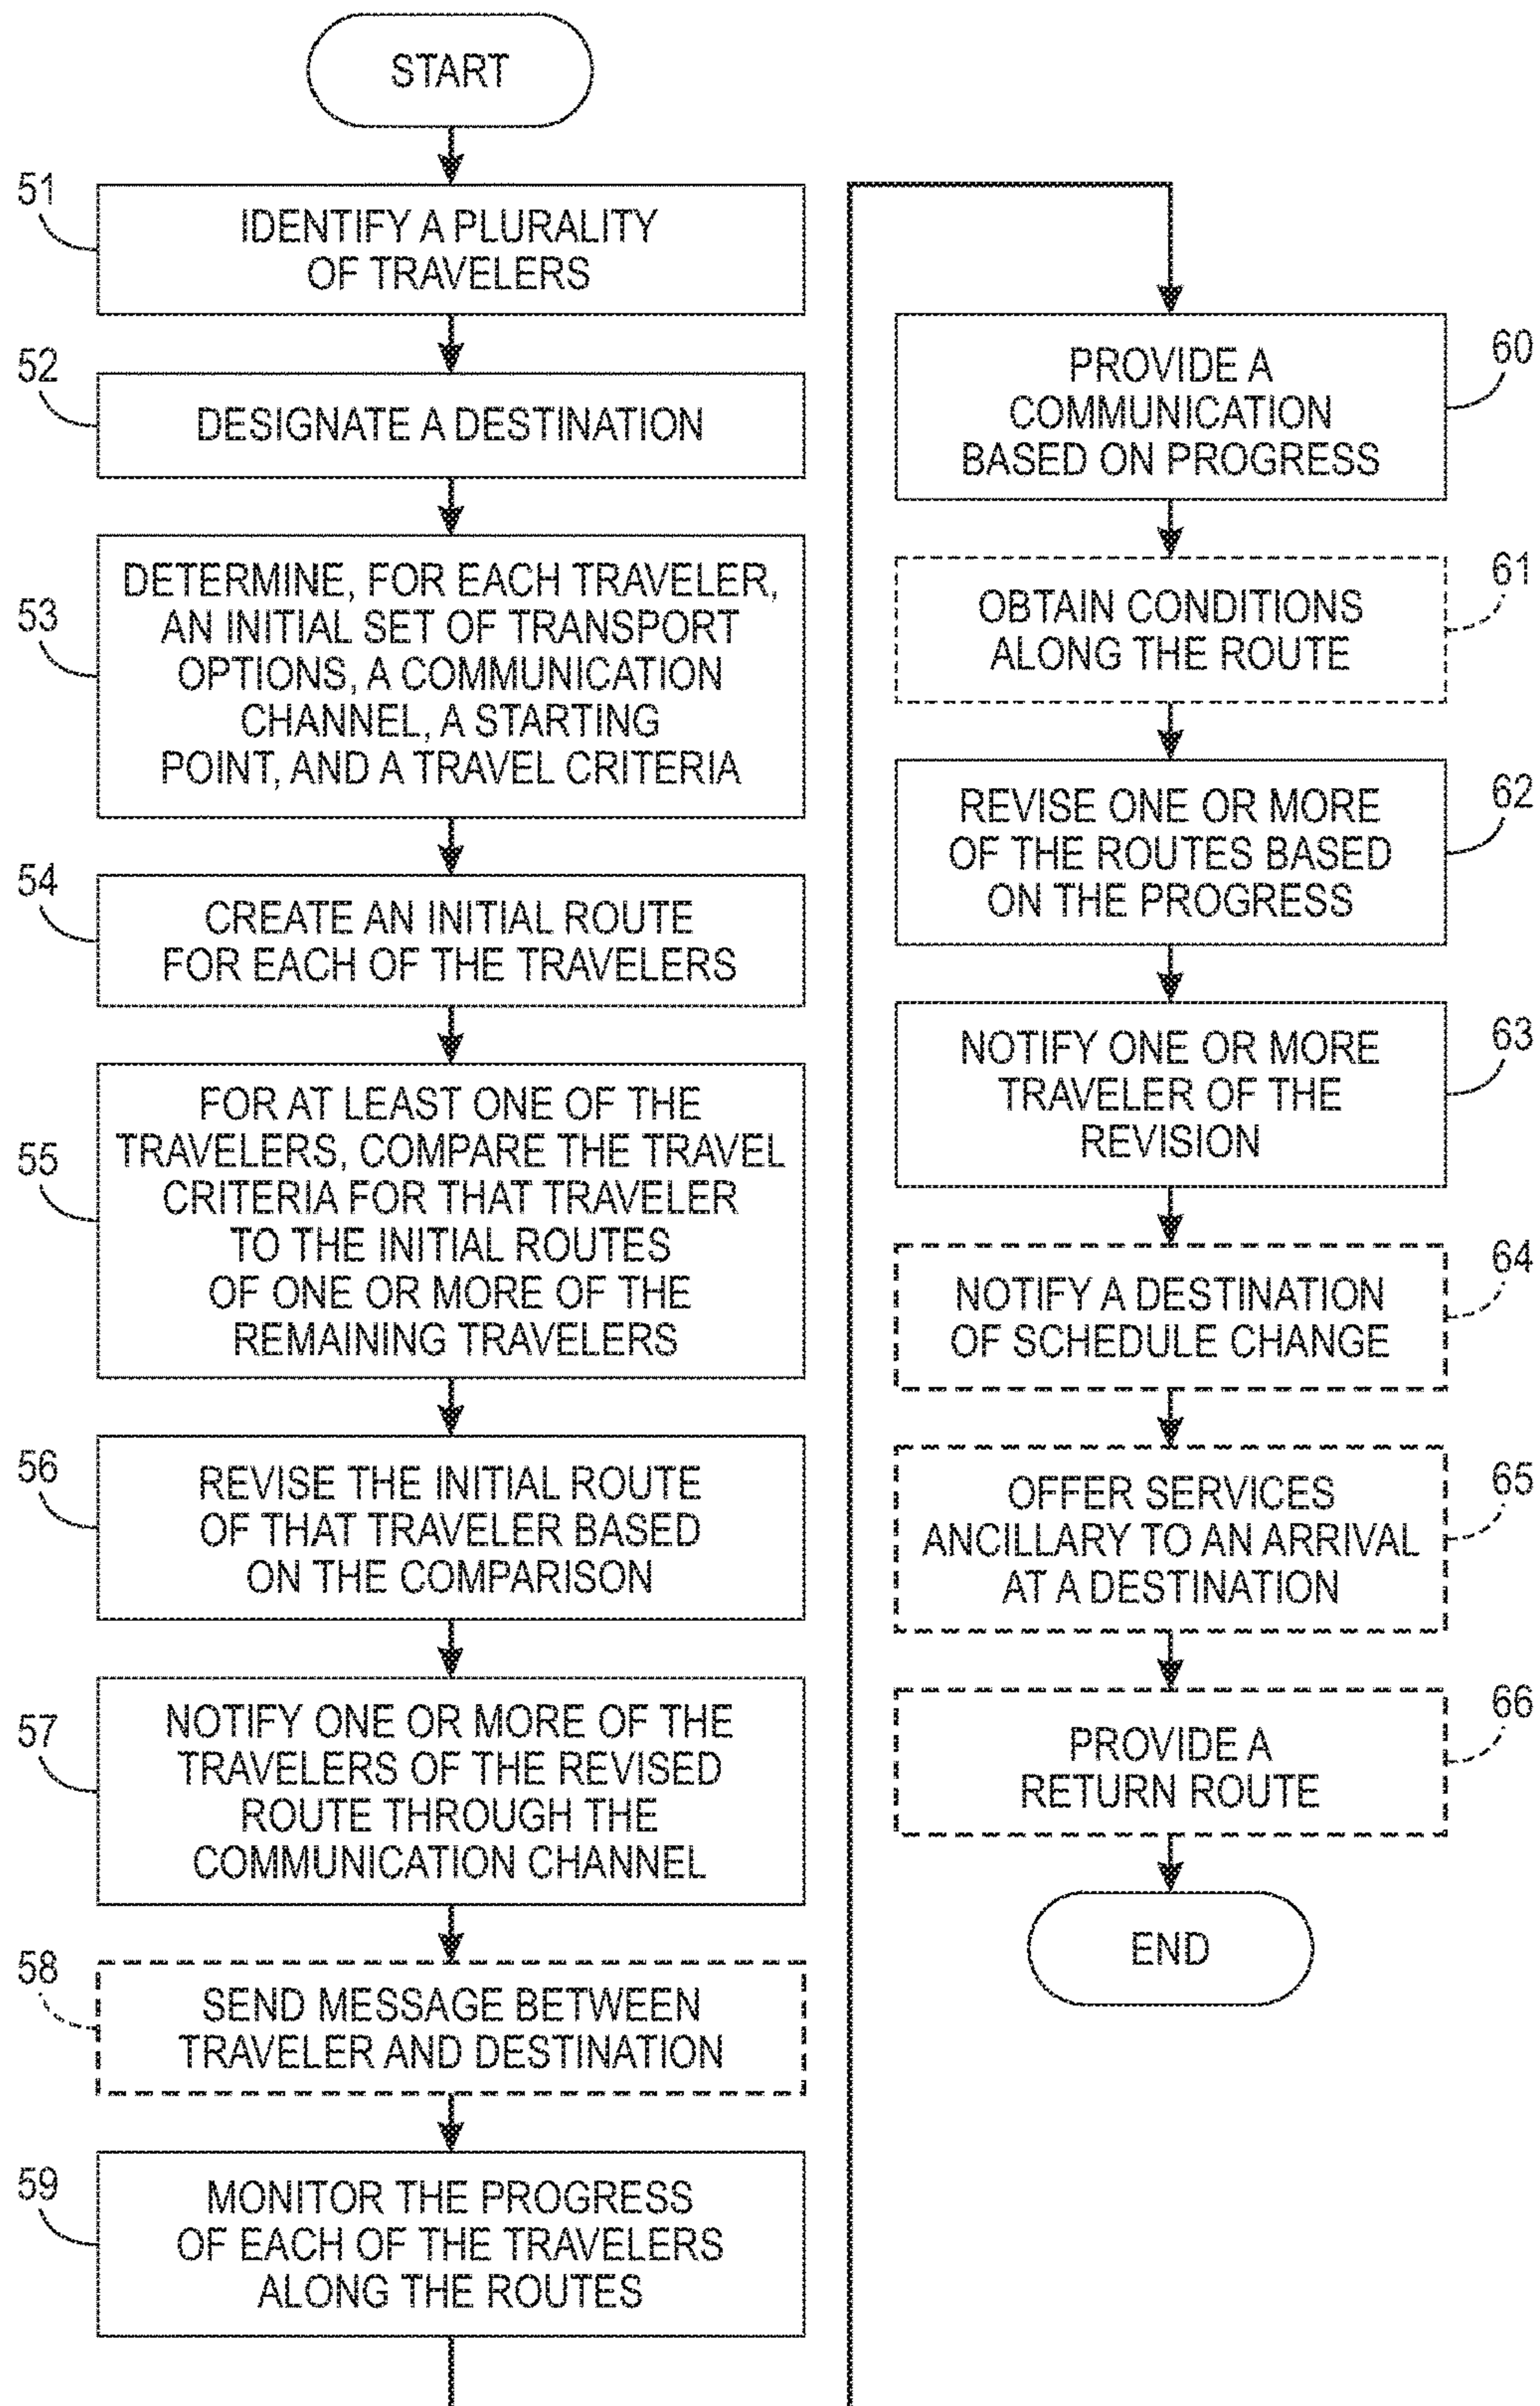 START
51
IDENTIFY A PLURALITY
OF TRAVELERS
52
DESIGNATE A DESTINATION
53
DETERMINE, FOR EACH TRAVELER,
AN INITIAL SET OF TRANSPORT
OPTIONS, A COMMUNICATION
CHANNEL, A STARTING
POINT, AND A TRAVEL CRITERIA
54
CREATE AN INITIAL ROUTE
FOR EACH OF THE TRAVELERS
55
FOR AT LEAST ONE OF THE
TRAVELERS, COMPARE THE TRAVEL
CRITERIA FOR THAT TRAVELER
TO THE INITIAL ROUTES
OF ONE OR MORE OF THE
REMAINING TRAVELERS
56
REVISE THE INITIAL ROUTE
OF THAT TRAVELER BASED
ON THE COMPARISON
57
NOTIFY ONE OR MORE OF THE
TRAVELERS OF THE REVISED
ROUTE THROUGH THE
COMMUNICATION CHANNEL
58
SEND MESSAGE BETWEEN
TRAVELER AND DESTINATION
59
MONITOR THE PROGRESS
OF EACH OF THE TRAVELERS
ALONG THE ROUTES
60
PROVIDE A
COMMUNICATION
BASED ON PROGRESS
61
OBTAIN CONDITIONS
ALONG THE ROUTE
62
REVISE ONE OR MORE
OF THE ROUTES BASED
ON THE PROGRESS
63
NOTIFY ONE OR MORE
TRAVELER OF THE
REVISION
64
NOTIFY A DESTINATION
OF SCHEDULE CHANGE
65
OFFER SERVICES
ANCILLARY TO AN ARRIVAL
AT A DESTINATION
66
PROVIDE A
RETURN ROUTE
END